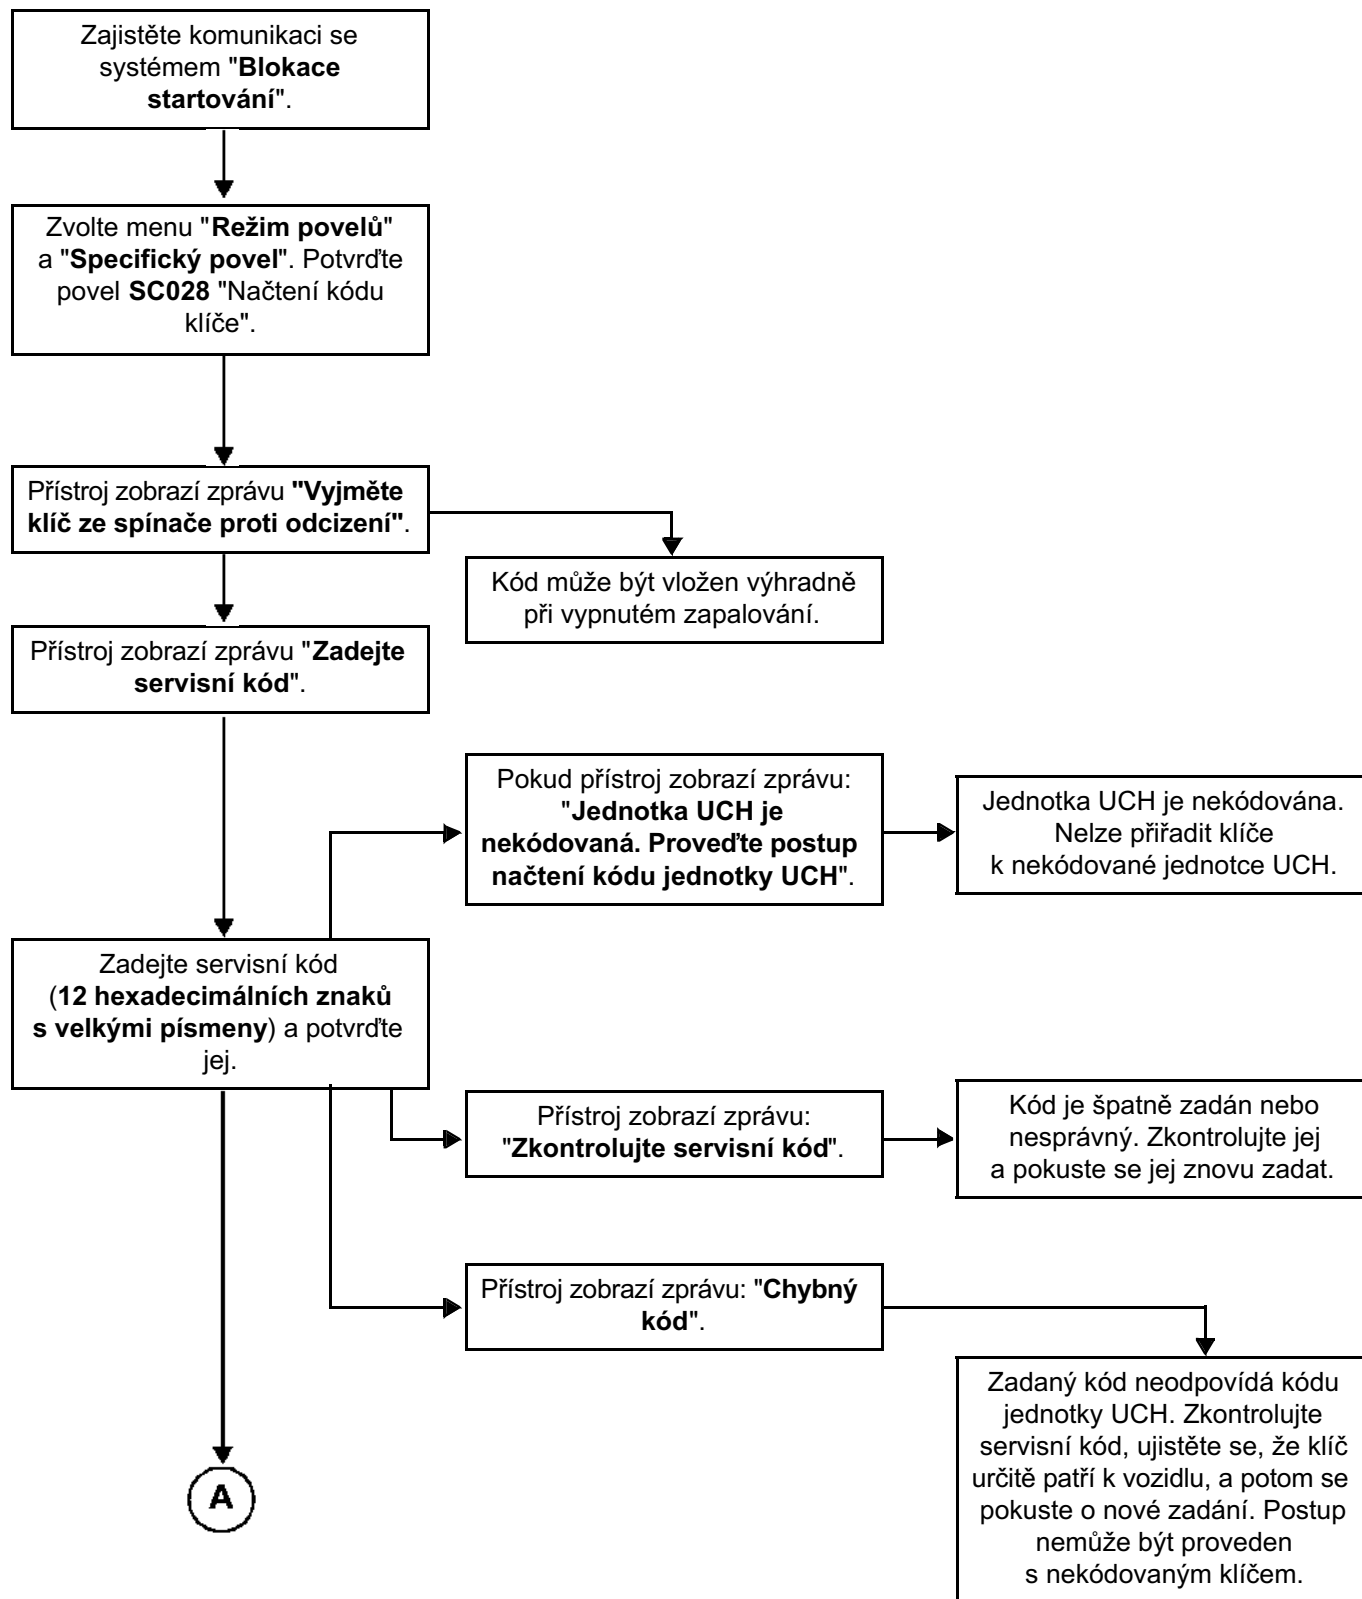 Zajistěte komunikaci se
systémem "Blokace
startování".
Zvolte menu "Režim povelů"
a "Specifický povel". Potvrďte
povel SC028 "Načtení kódu
klíče".
Přístroj zobrazí zprávu "Vyjměte
klíč ze spínače proti odcizení".
Kód může být vložen výhradně
při vypnutém zapalování.
Přístroj zobrazí zprávu "Zadejte
servisní kód".
Pokud přístroj zobrazí zprávu:
"Jednotka UCH je
nekódovaná. Proveďte postup
načtení kódu jednotky UCH".
Jednotka UCH je nekódována.
Nelze přiřadit klíče
k nekódované jednotce UCH.
Zadejte servisní kód
(12 hexadecimálních znaků
s velkými písmeny) a potvrďte
jej.
Přístroj zobrazí zprávu:
"Zkontrolujte servisní kód".
Kód je špatně zadán nebo
nesprávný. Zkontrolujte jej
a pokuste se jej znovu zadat.
Přístroj zobrazí zprávu: "Chybný
kód".
Zadaný kód neodpovídá kódu
jednotky UCH. Zkontrolujte
servisní kód, ujistěte se, že klíč
určitě patří k vozidlu, a potom se
pokuste o nové zadání. Postup
nemůže být proveden
s nekódovaným klíčem.
A